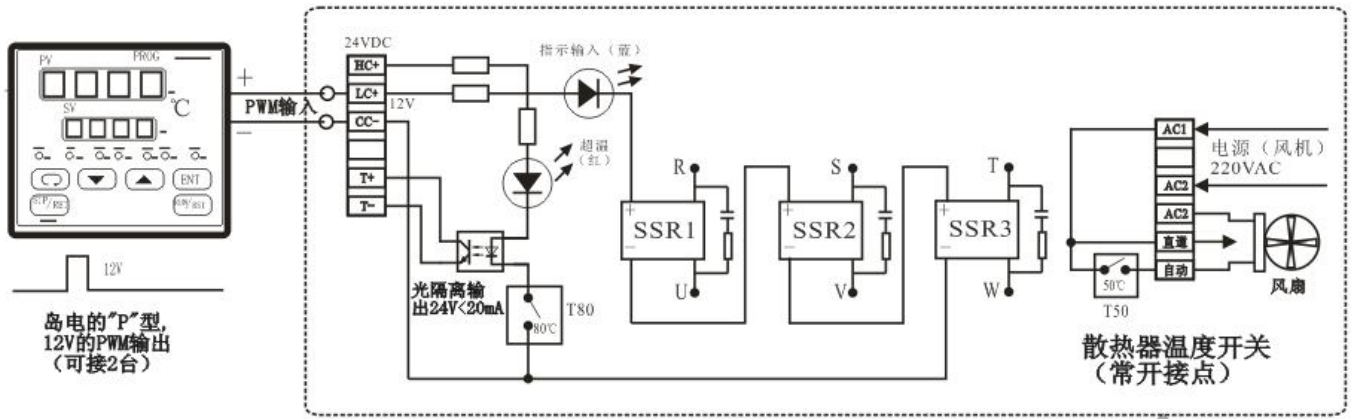 PV
PROG
℃
SV
ENT
STP/RE
RUN/RST
+
PWM输入
−
12V
岛电的"P"型,
12V的PWM输出
（可接2台）
24VDC
HC+
LC+
12V
CC-
T+
T-
指示输入（蓝）
超温
（红）
光隔离输
出24V<20mA
T80
80℃
R
+
SSR1
−
U
S
+
SSR2
−
V
T
+
SSR3
−
W
AC1
电源（风机）
220VAC
AC2
AC2
直通
自动
50℃
T50
风扇
散热器温度开关
（常开接点）